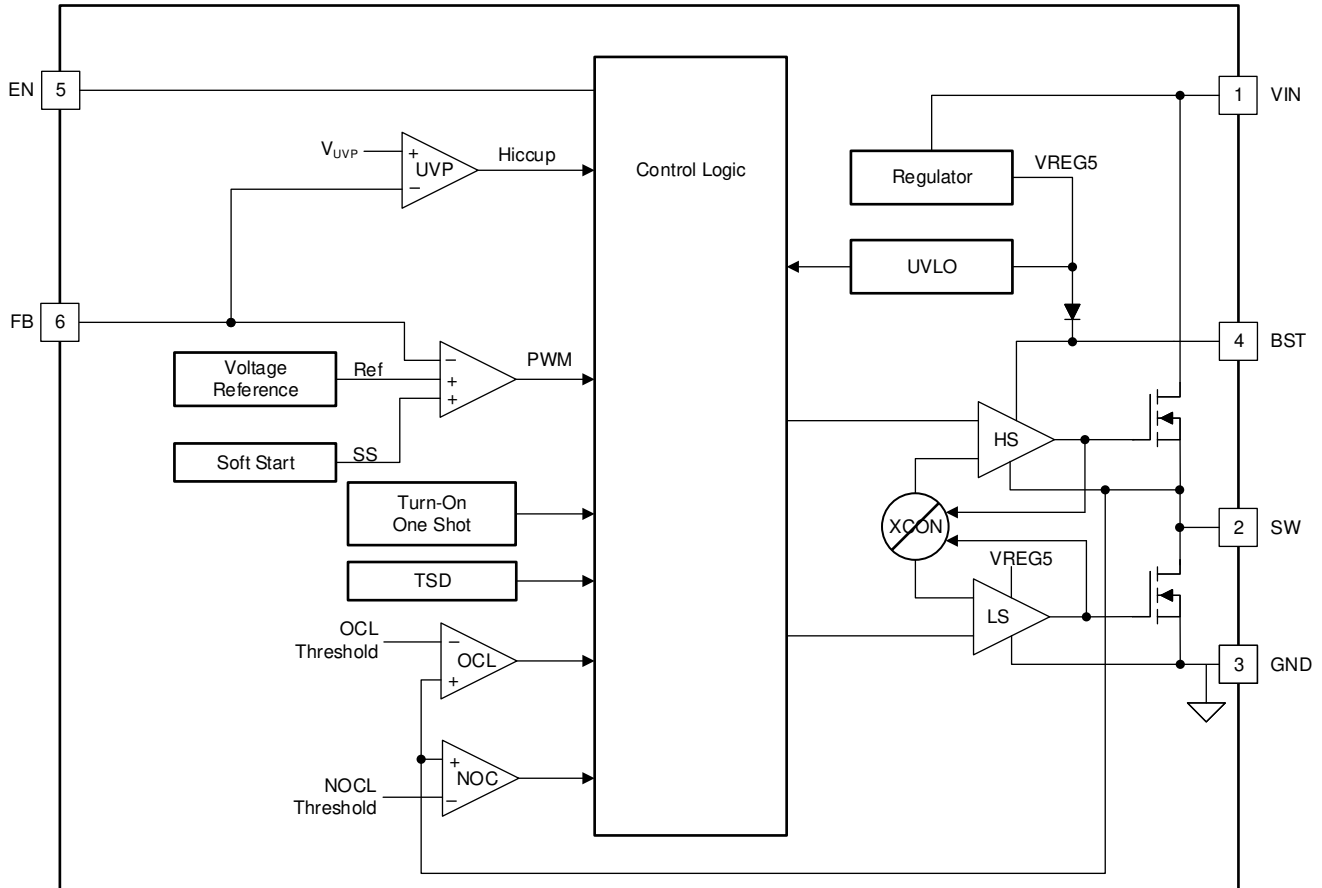 EN 5
1 VIN
V_UVP + UVP −
Hiccup
Control Logic
Regulator
VREG5
UVLO
FB 6
4 BST
Voltage
Reference
Ref
−
+
+
PWM
Soft Start
SS
HS
Turn-On
One Shot
XCON
2 SW
VREG5
TSD
LS
OCL
Threshold
− OCL +
3 GND
+ NOC −
NOCL
Threshold